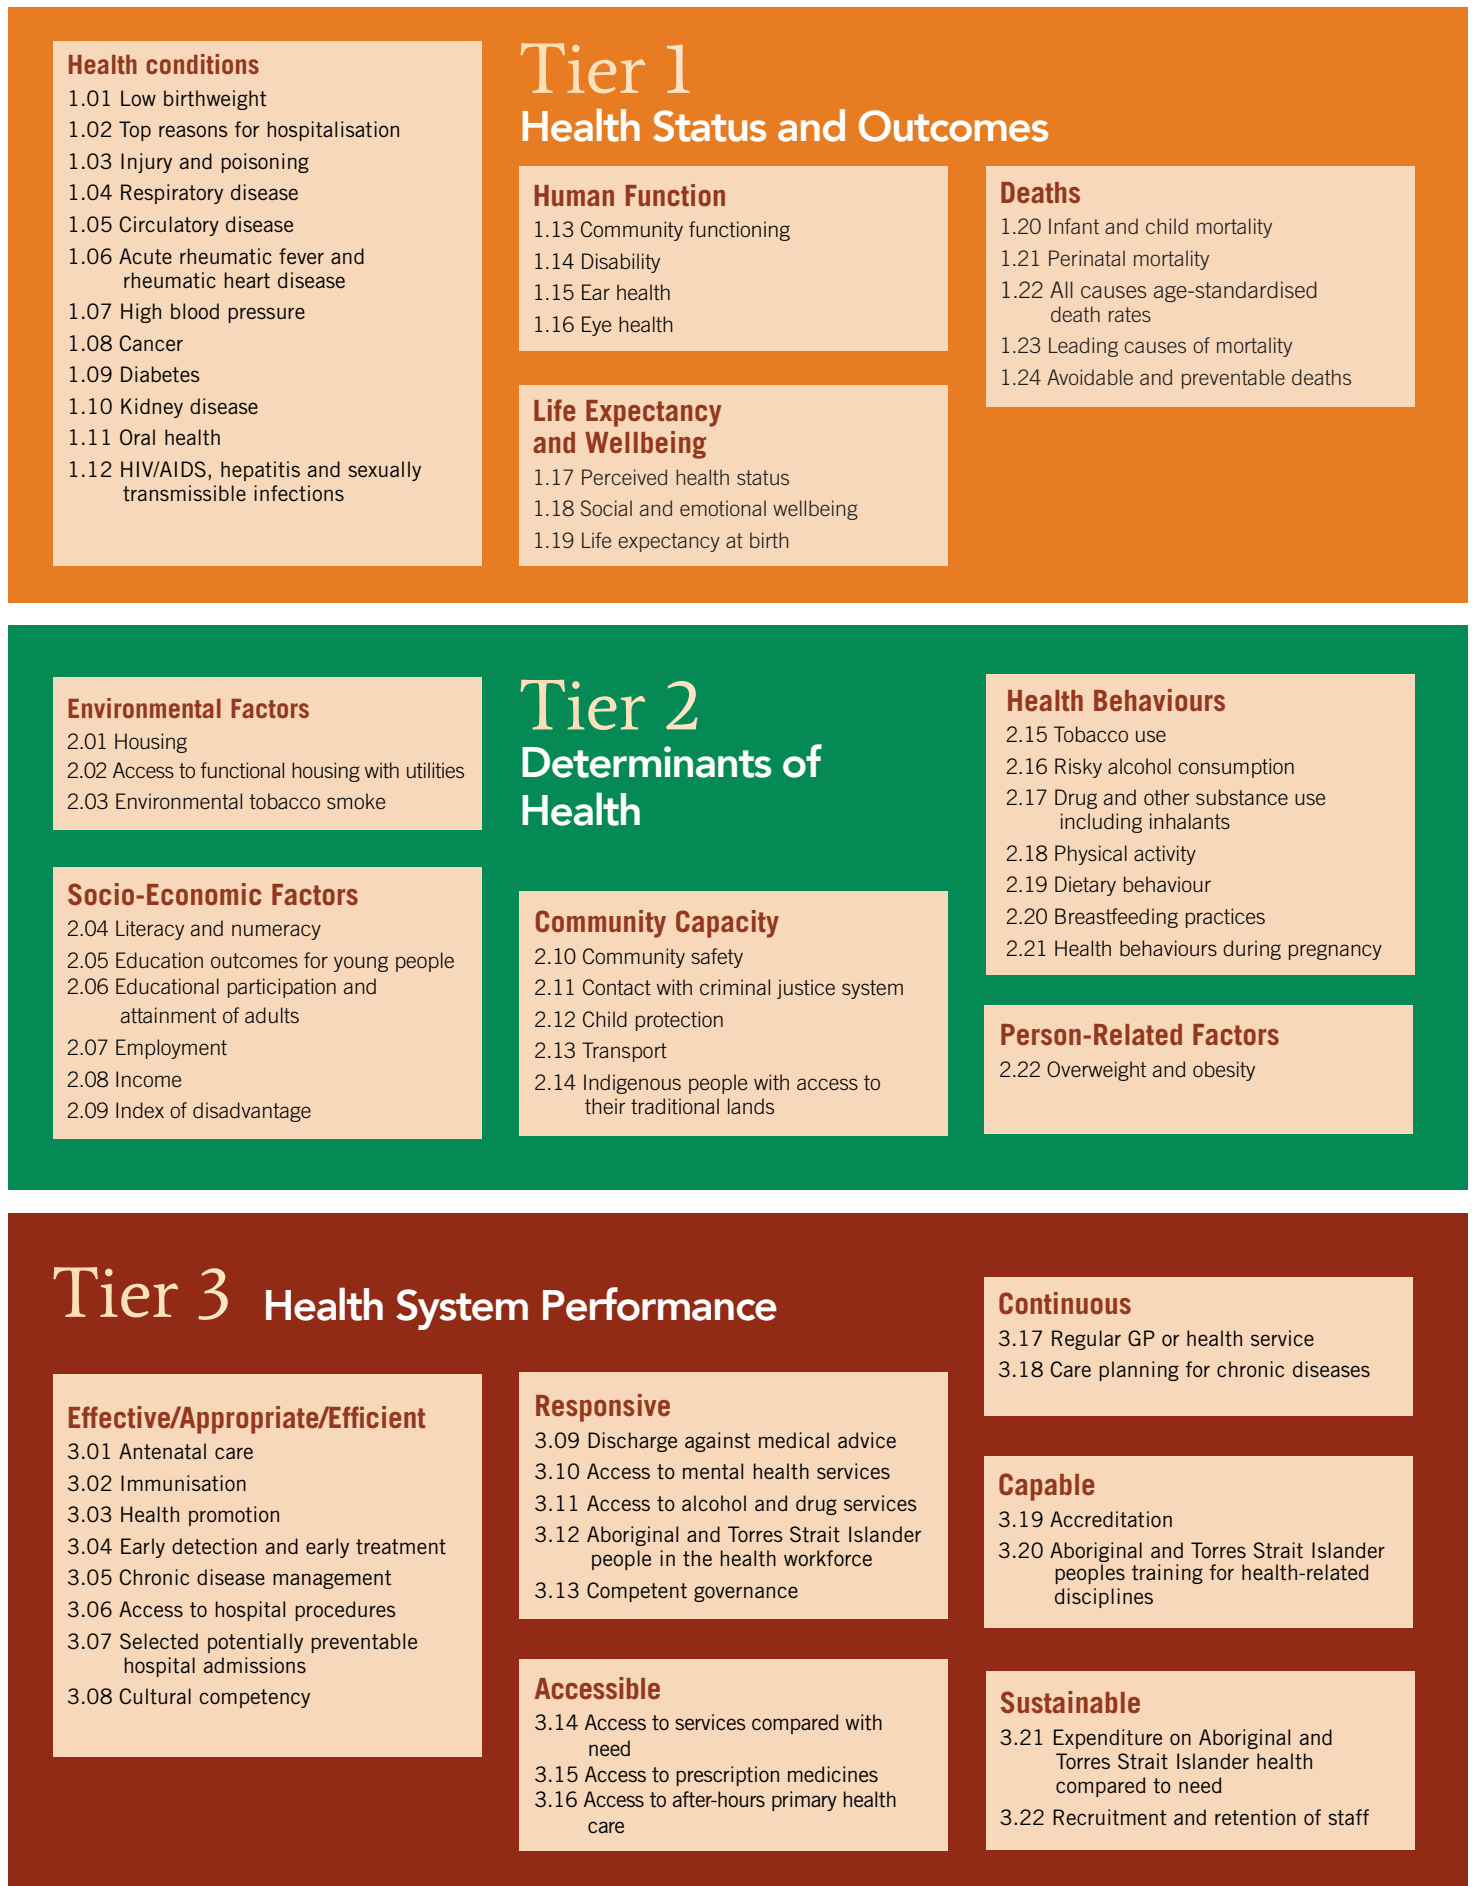 Tier 1
Health Status and Outcomes
Health conditions
1.01 Low birthweight
1.02 Top reasons for hospitalisation
1.03 Injury and poisoning
1.04 Respiratory disease
1.05 Circulatory disease
1.06 Acute rheumatic fever and
rheumatic heart disease
1.07 High blood pressure
1.08 Cancer
1.09 Diabetes
1.10 Kidney disease
1.11 Oral health
1.12 HIV/AIDS, hepatitis and sexually
transmissible infections
Human Function
1.13 Community functioning
1.14 Disability
1.15 Ear health
1.16 Eye health
Life Expectancy
and Wellbeing
1.17 Perceived health status
1.18 Social and emotional wellbeing
1.19 Life expectancy at birth
Deaths
1.20 Infant and child mortality
1.21 Perinatal mortality
1.22 All causes age-standardised
death rates
1.23 Leading causes of mortality
1.24 Avoidable and preventable deaths
Tier 2
Determinants of
Health
Environmental Factors
2.01 Housing
2.02 Access to functional housing with utilities
2.03 Environmental tobacco smoke
Socio-Economic Factors
2.04 Literacy and numeracy
2.05 Education outcomes for young people
2.06 Educational participation and
attainment of adults
2.07 Employment
2.08 Income
2.09 Index of disadvantage
Community Capacity
2.10 Community safety
2.11 Contact with criminal justice system
2.12 Child protection
2.13 Transport
2.14 Indigenous people with access to
their traditional lands
Health Behaviours
2.15 Tobacco use
2.16 Risky alcohol consumption
2.17 Drug and other substance use
including inhalants
2.18 Physical activity
2.19 Dietary behaviour
2.20 Breastfeeding practices
2.21 Health behaviours during pregnancy
Person-Related Factors
2.22 Overweight and obesity
Tier 3 Health System Performance
Effective/Appropriate/Efficient
3.01 Antenatal care
3.02 Immunisation
3.03 Health promotion
3.04 Early detection and early treatment
3.05 Chronic disease management
3.06 Access to hospital procedures
3.07 Selected potentially preventable
hospital admissions
3.08 Cultural competency
Responsive
3.09 Discharge against medical advice
3.10 Access to mental health services
3.11 Access to alcohol and drug services
3.12 Aboriginal and Torres Strait Islander
people in the health workforce
3.13 Competent governance
Accessible
3.14 Access to services compared with
need
3.15 Access to prescription medicines
3.16 Access to after-hours primary health
care
Continuous
3.17 Regular GP or health service
3.18 Care planning for chronic diseases
Capable
3.19 Accreditation
3.20 Aboriginal and Torres Strait Islander
peoples training for health-related
disciplines
Sustainable
3.21 Expenditure on Aboriginal and
Torres Strait Islander health
compared to need
3.22 Recruitment and retention of staff